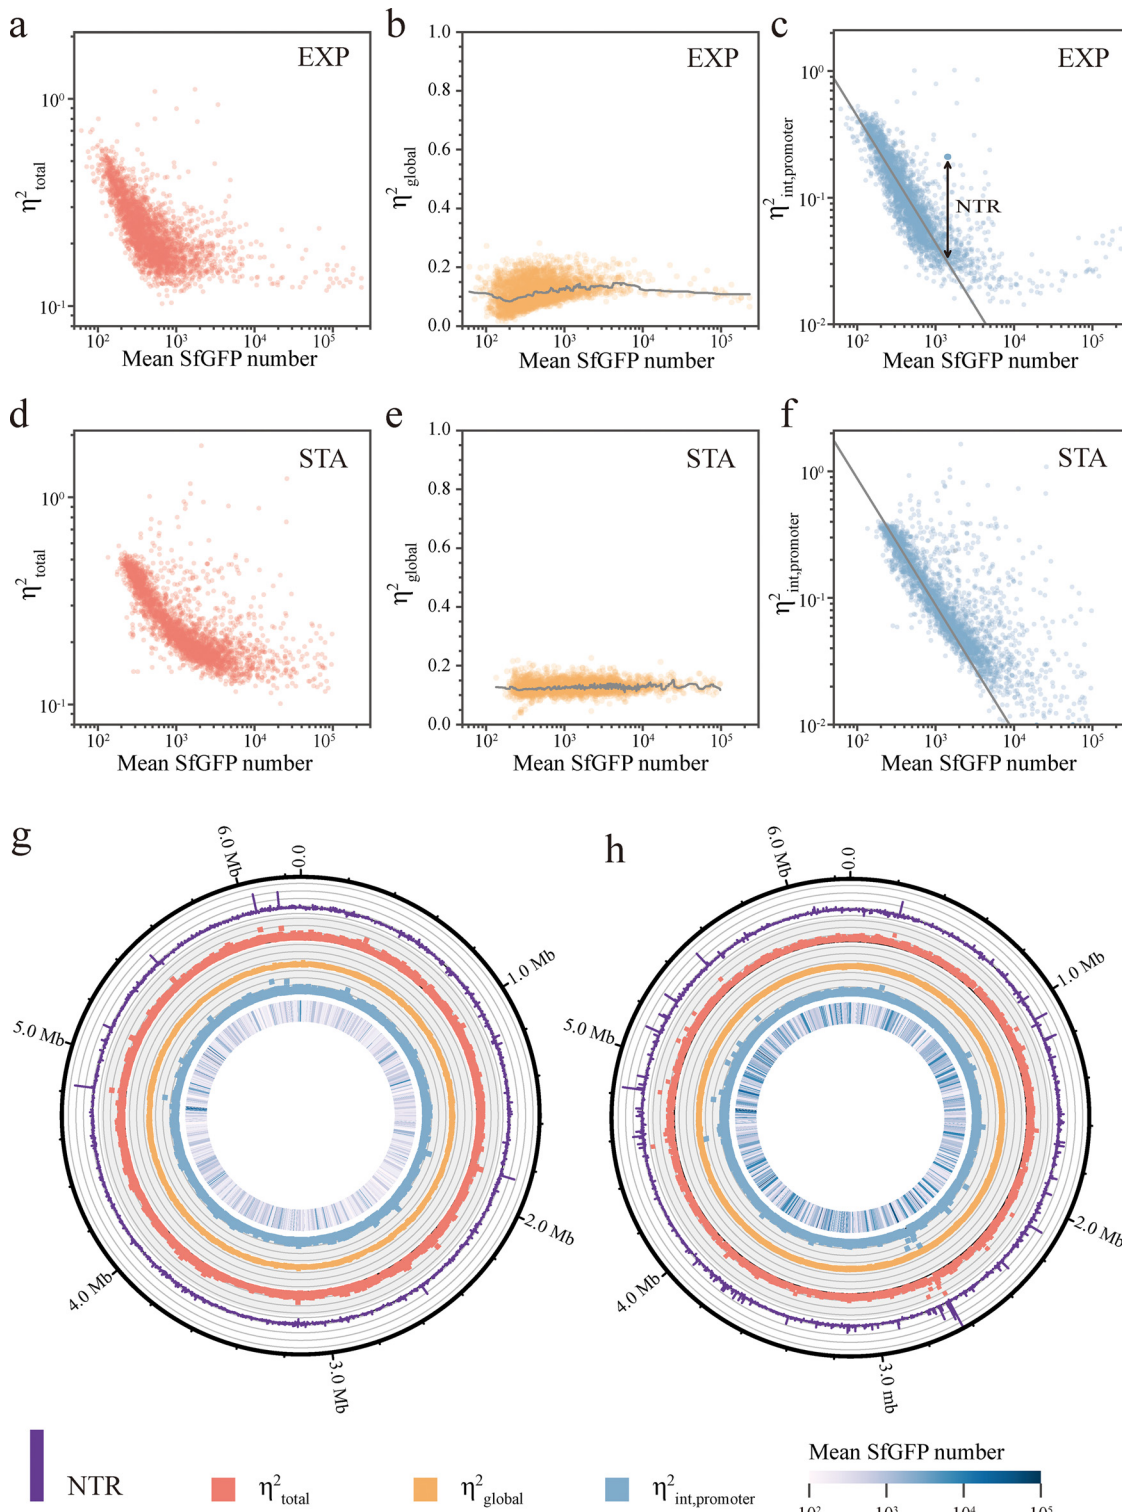 a
EXP
10⁰
10⁻¹
η²total
10² 10³ 10⁴ 10⁵
Mean SfGFP number
b
EXP
1.0
0.8
0.6
0.4
0.2
0.0
η²global
10² 10³ 10⁴ 10⁵
Mean SfGFP number
c
EXP
10⁰
10⁻¹
10⁻²
η²int,promoter
NTR
10² 10³ 10⁴ 10⁵
Mean SfGFP number
d
STA
10⁰
10⁻¹
η²total
10² 10³ 10⁴ 10⁵
Mean SfGFP number
e
STA
1.0
0.8
0.6
0.4
0.2
0.0
η²global
10² 10³ 10⁴ 10⁵
Mean SfGFP number
f
STA
10⁰
10⁻¹
10⁻²
η²int,promoter
10² 10³ 10⁴ 10⁵
Mean SfGFP number
g
0.0
1.0 Mb
2.0 Mb
3.0 Mb
4.0 Mb
5.0 Mb
6.0 Mb
h
0.0
1.0 Mb
2.0 Mb
3.0 mb
4.0 Mb
5.0 Mb
6.0 Mb
NTR
η²total
η²global
η²int,promoter
Mean SfGFP number
10² 10³ 10⁴ 10⁵